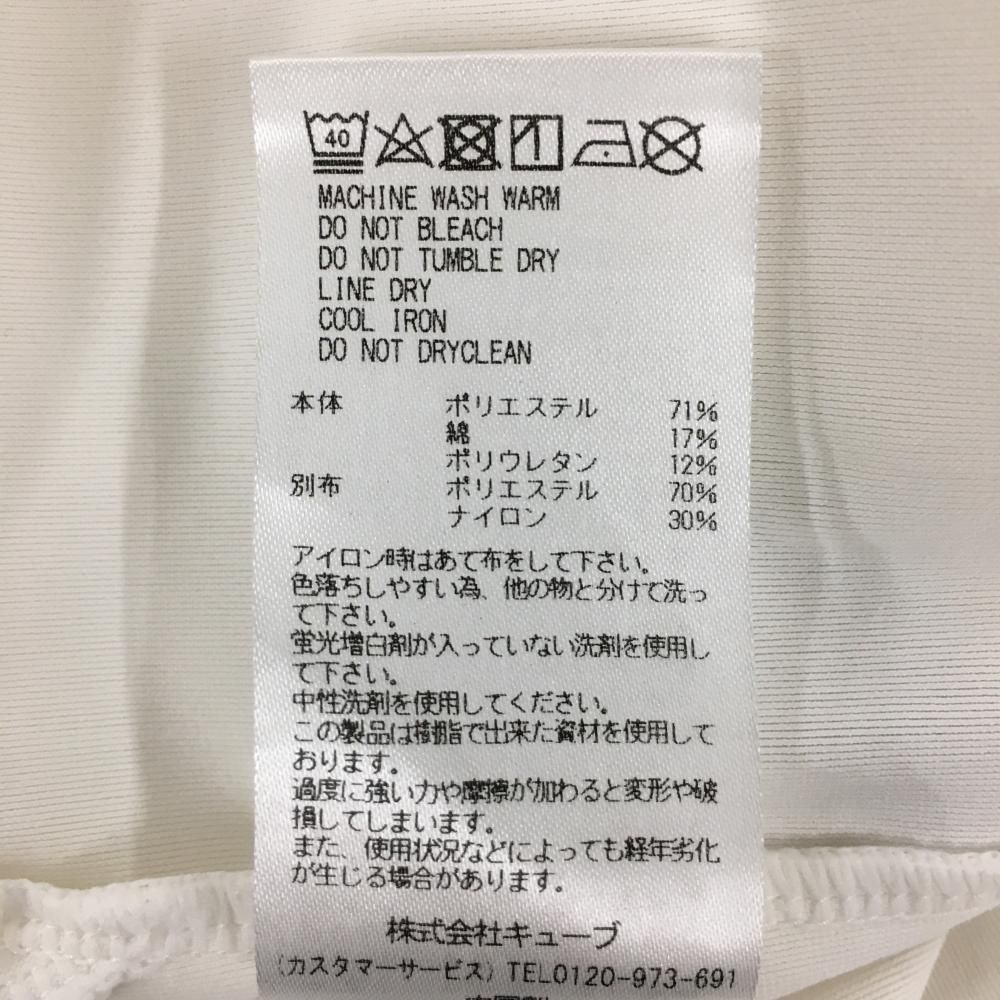 40
MACHINE WASH WARM
DO NOT BLEACH
DO NOT TUMBLE DRY
LINE DRY
COOL IRON
DO NOT DRYCLEAN
本体 ポリエステル 71%
綿 17%
ポリウレタン 12%
別布 ポリエステル 70%
ナイロン 30%
アイロン時はあて布をして下さい。
色落ちしやすい為、他の物と分けて洗っ
て下さい。
蛍光増白剤が入っていない洗剤を使用し
て下さい。
中性洗剤を使用してください。
この製品は樹脂で出来た資材を使用して
おります。
過度に強い力や摩擦が加わると変形や破
損してしまいます。
また、使用状況などによっても経年劣化
が生じる場合があります。
株式会社キューブ
(カスタマーサービス) TEL0120-973-691